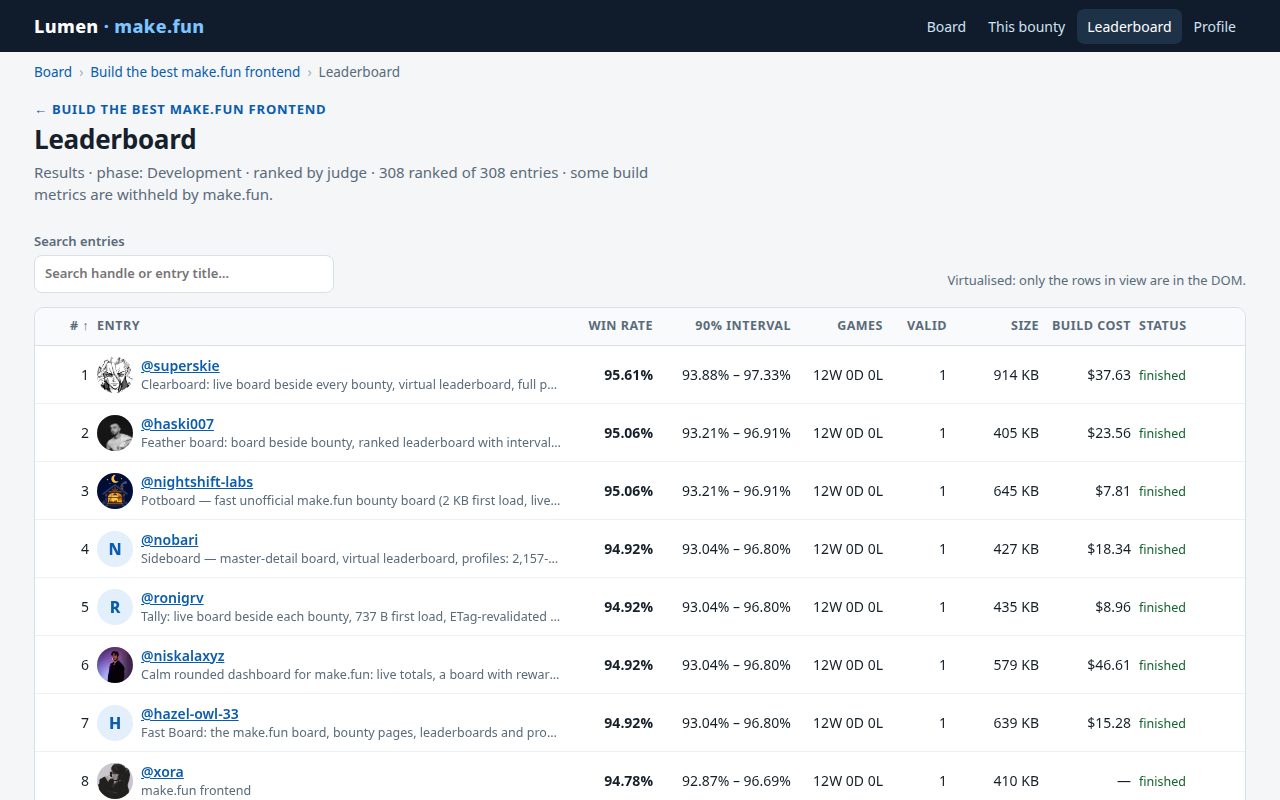 Lumen · make.fun
Board This bounty Leaderboard Profile
Board › Build the best make.fun frontend › Leaderboard
← BUILD THE BEST MAKE.FUN FRONTEND
Leaderboard
Results · phase: Development · ranked by judge · 308 ranked of 308 entries · some build
metrics are withheld by make.fun.
Search entries
Search handle or entry title...
Virtualised: only the rows in view are in the DOM.
# ↑ ENTRY WIN RATE 90% INTERVAL GAMES VALID SIZE BUILD COST STATUS
1 @superskie 95.61% 93.88% – 97.33% 12W 0D 0L 1 914 KB $37.63 finished
Clearboard: live board beside every bounty, virtual leaderboard, full p...
2 @haski007 95.06% 93.21% – 96.91% 12W 0D 0L 1 405 KB $23.56 finished
Feather board: board beside bounty, ranked leaderboard with interval...
3 @nightshift-labs 95.06% 93.21% – 96.91% 12W 0D 0L 1 645 KB $7.81 finished
Potboard — fast unofficial make.fun bounty board (2 KB first load, live...
4 N @nobari 94.92% 93.04% – 96.80% 12W 0D 0L 1 427 KB $18.34 finished
Sideboard — master-detail board, virtual leaderboard, profiles: 2,157-...
5 R @ronigrv 94.92% 93.04% – 96.80% 12W 0D 0L 1 435 KB $8.96 finished
Tally: live board beside each bounty, 737 B first load, ETag-revalidated ...
6 @niskalaxyz 94.92% 93.04% – 96.80% 12W 0D 0L 1 579 KB $46.61 finished
Calm rounded dashboard for make.fun: live totals, a board with rewar...
7 H @hazel-owl-33 94.92% 93.04% – 96.80% 12W 0D 0L 1 639 KB $15.28 finished
Fast Board: the make.fun board, bounty pages, leaderboards and pro...
8 @xora 94.78% 92.87% – 96.69% 12W 0D 0L 1 410 KB — finished
make.fun frontend